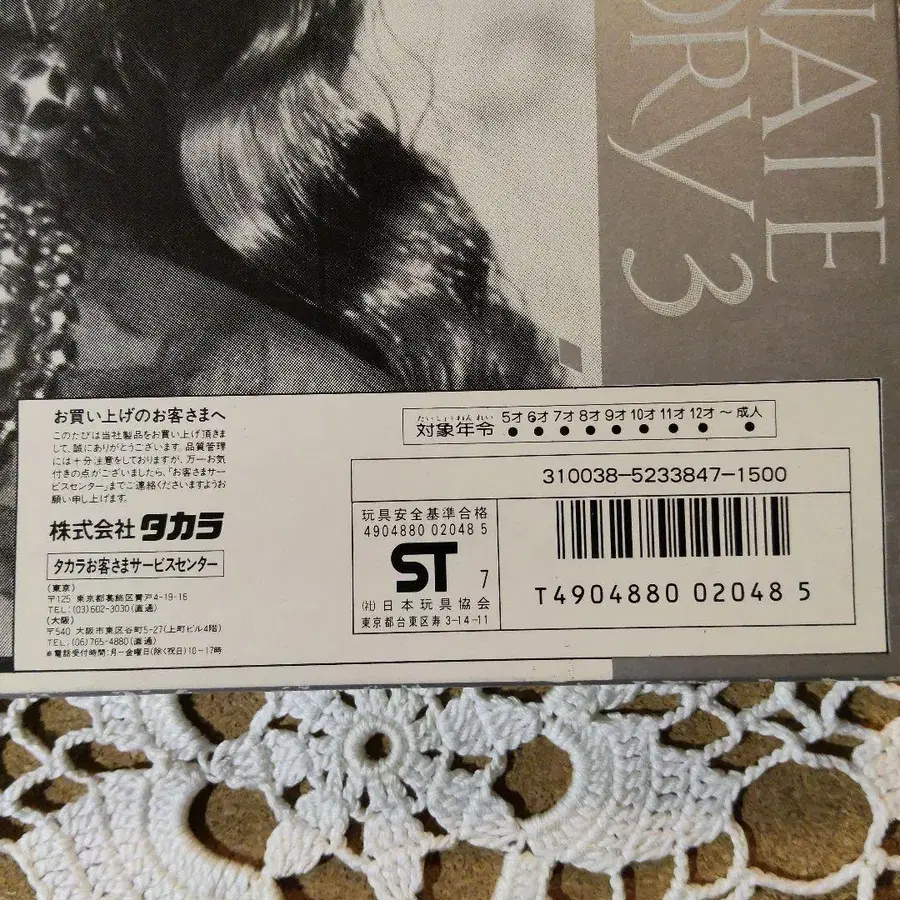 NATE
ORY 3
お買い上げのお客さまへ
このたびは当社製品をお買い上げ頂きま
して、誠にありがとうございます。品質管理
には十分注意をしておりますが、万一お気
付きの点がございましたら、「お客さまサー
ビスセンター」までご連絡くださいますようお
願い申し上げます。
株式会社 タカラ
タカラお客さまサービスセンター
(東京)
〒125 東京都葛飾区青戸4-19-16
TEL:(03)602-3030(直通)
(大阪)
〒540 大阪市東区谷町5-27(上町ビル4階)
TEL:(06)765-4880(直通)
※電話受付時間:月~金曜日(除く祝日)10-17時
たいしょうねんれい
対象年令 5才 6才 7才 8才 9才 10才 11才 12才 ~ 成人
310038-5233847-1500
玩具安全基準合格
4904880 02048 5
ST 7
(社)日本玩具協会
東京都台東区寿3-14-11
T4904880 02048 5